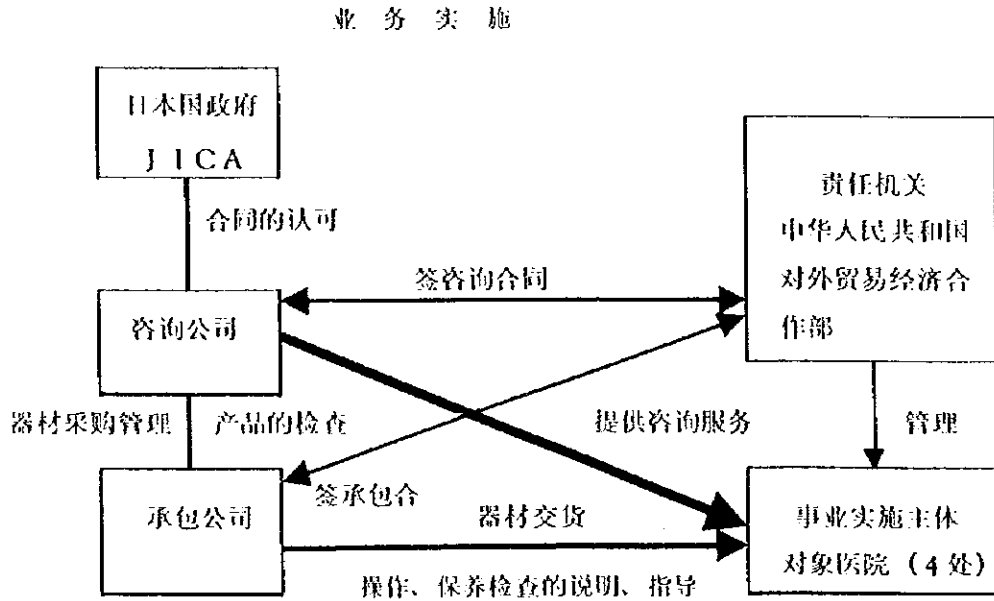 业 务 实 施
日本国政府
JICA
合同的认可
责任机关
中华人民共和国
对外贸易经济合
作部
签咨询合同
咨询公司
器材采购管理
产品的检查
提供咨询服务
管理
签承包合
承包公司
器材交货
事业实施主体
对象医院（4处）
操作、保养检查的说明、指导